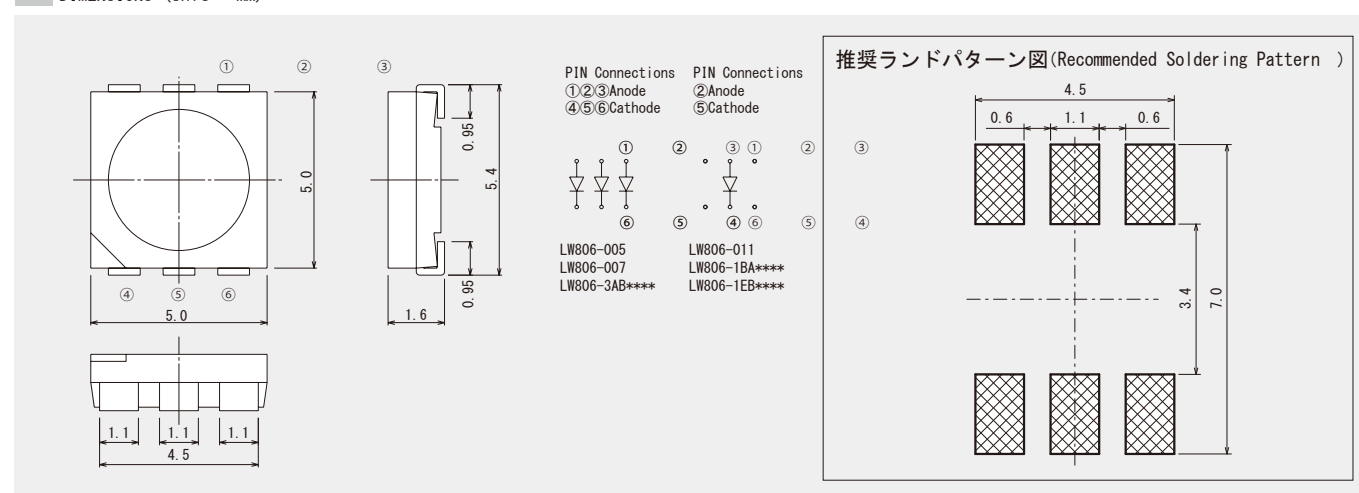 ① ② ③
5.0
④ ⑤ ⑥
5.0
1.1 1.1 1.1
4.5
0.95
5.4
0.95
1.6
PIN Connections
①②③Anode
④⑤⑥Cathode
PIN Connections
②Anode
⑤Cathode
① ② ③ ① ② ③
⑥ ⑤ ④ ⑥ ⑤ ④
LW806-005
LW806-007
LW806-3AB****
LW806-011
LW806-1BA****
LW806-1EB****
推奨ランドパターン図(Recommended Soldering Pattern )
4.5
0.6 1.1 0.6
3.4
7.0